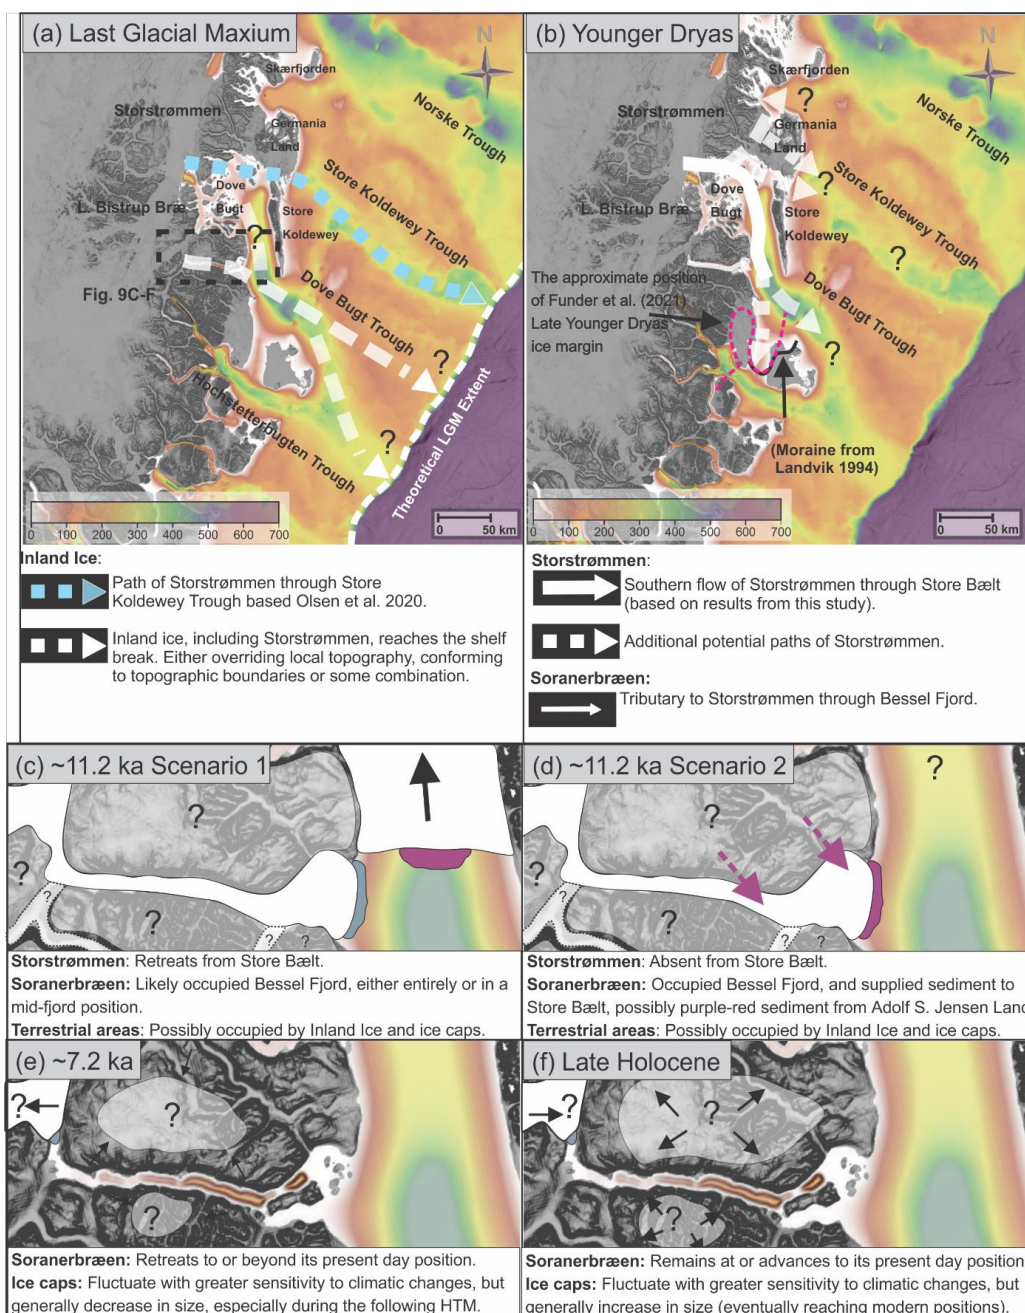 (a) Last Glacial Maxium
N
Skærfjorden
Storstrømmen
Norske Trough
Germania
Land
Store Koldewey Trough
Dove
Bugt
L. Bistrup Bræ
Store
Koldewey
?
Fig. 9C-F
Dove Bugt Trough
?
Hochstetterbugten Trough
?
Theoretical LGM Extent
0 100 200 300 400 500 600 700
0 50 km
Inland Ice:
Path of Storstrømmen through Store
Koldewey Trough based Olsen et al. 2020.
Inland ice, including Storstrømmen, reaches the shelf
break. Either overriding local topography, conforming
to topographic boundaries or some combination.
(b) Younger Dryas
N
Skærfjorden
?
Storstrømmen
Norske Trough
Germania
Land
?
Store Koldewey Trough
Dove
Bugt
L. Bistrup Bræ
Store
Koldewey
?
The approximate position
of Funder et al. (2021)
Late Younger Dryas
ice margin
Dove Bugt Trough
?
(Moraine from
Landvik 1994)
0 100 200 300 400 500 600 700
0 50 km
Storstrømmen:
Southern flow of Storstrømmen through Store Bælt
(based on results from this study).
Additional potential paths of Storstrømmen.
Soranerbræen:
Tributary to Storstrømmen through Bessel Fjord.
(c) ~11.2 ka Scenario 1
?
?
?
?
?
Storstrømmen: Retreats from Store Bælt.
Soranerbræen: Likely occupied Bessel Fjord, either entirely or in a
mid-fjord position.
Terrestrial areas: Possibly occupied by Inland Ice and ice caps.
(d) ~11.2 ka Scenario 2
?
?
?
?
?
?
?
Storstrømmen: Absent from Store Bælt.
Soranerbræen: Occupied Bessel Fjord, and supplied sediment to
Store Bælt, possibly purple-red sediment from Adolf S. Jensen Land
Terrestrial areas: Possibly occupied by Inland Ice and ice caps.
(e) ~7.2 ka
?
?
?
Soranerbræen: Retreats to or beyond its present day position.
Ice caps: Fluctuate with greater sensitivity to climatic changes, but
generally decrease in size, especially during the following HTM.
(f) Late Holocene
?
?
?
Soranerbræen: Remains at or advances to its present day position
Ice caps: Fluctuate with greater sensitivity to climatic changes, but
generally increase in size (eventually reaching modern positions).